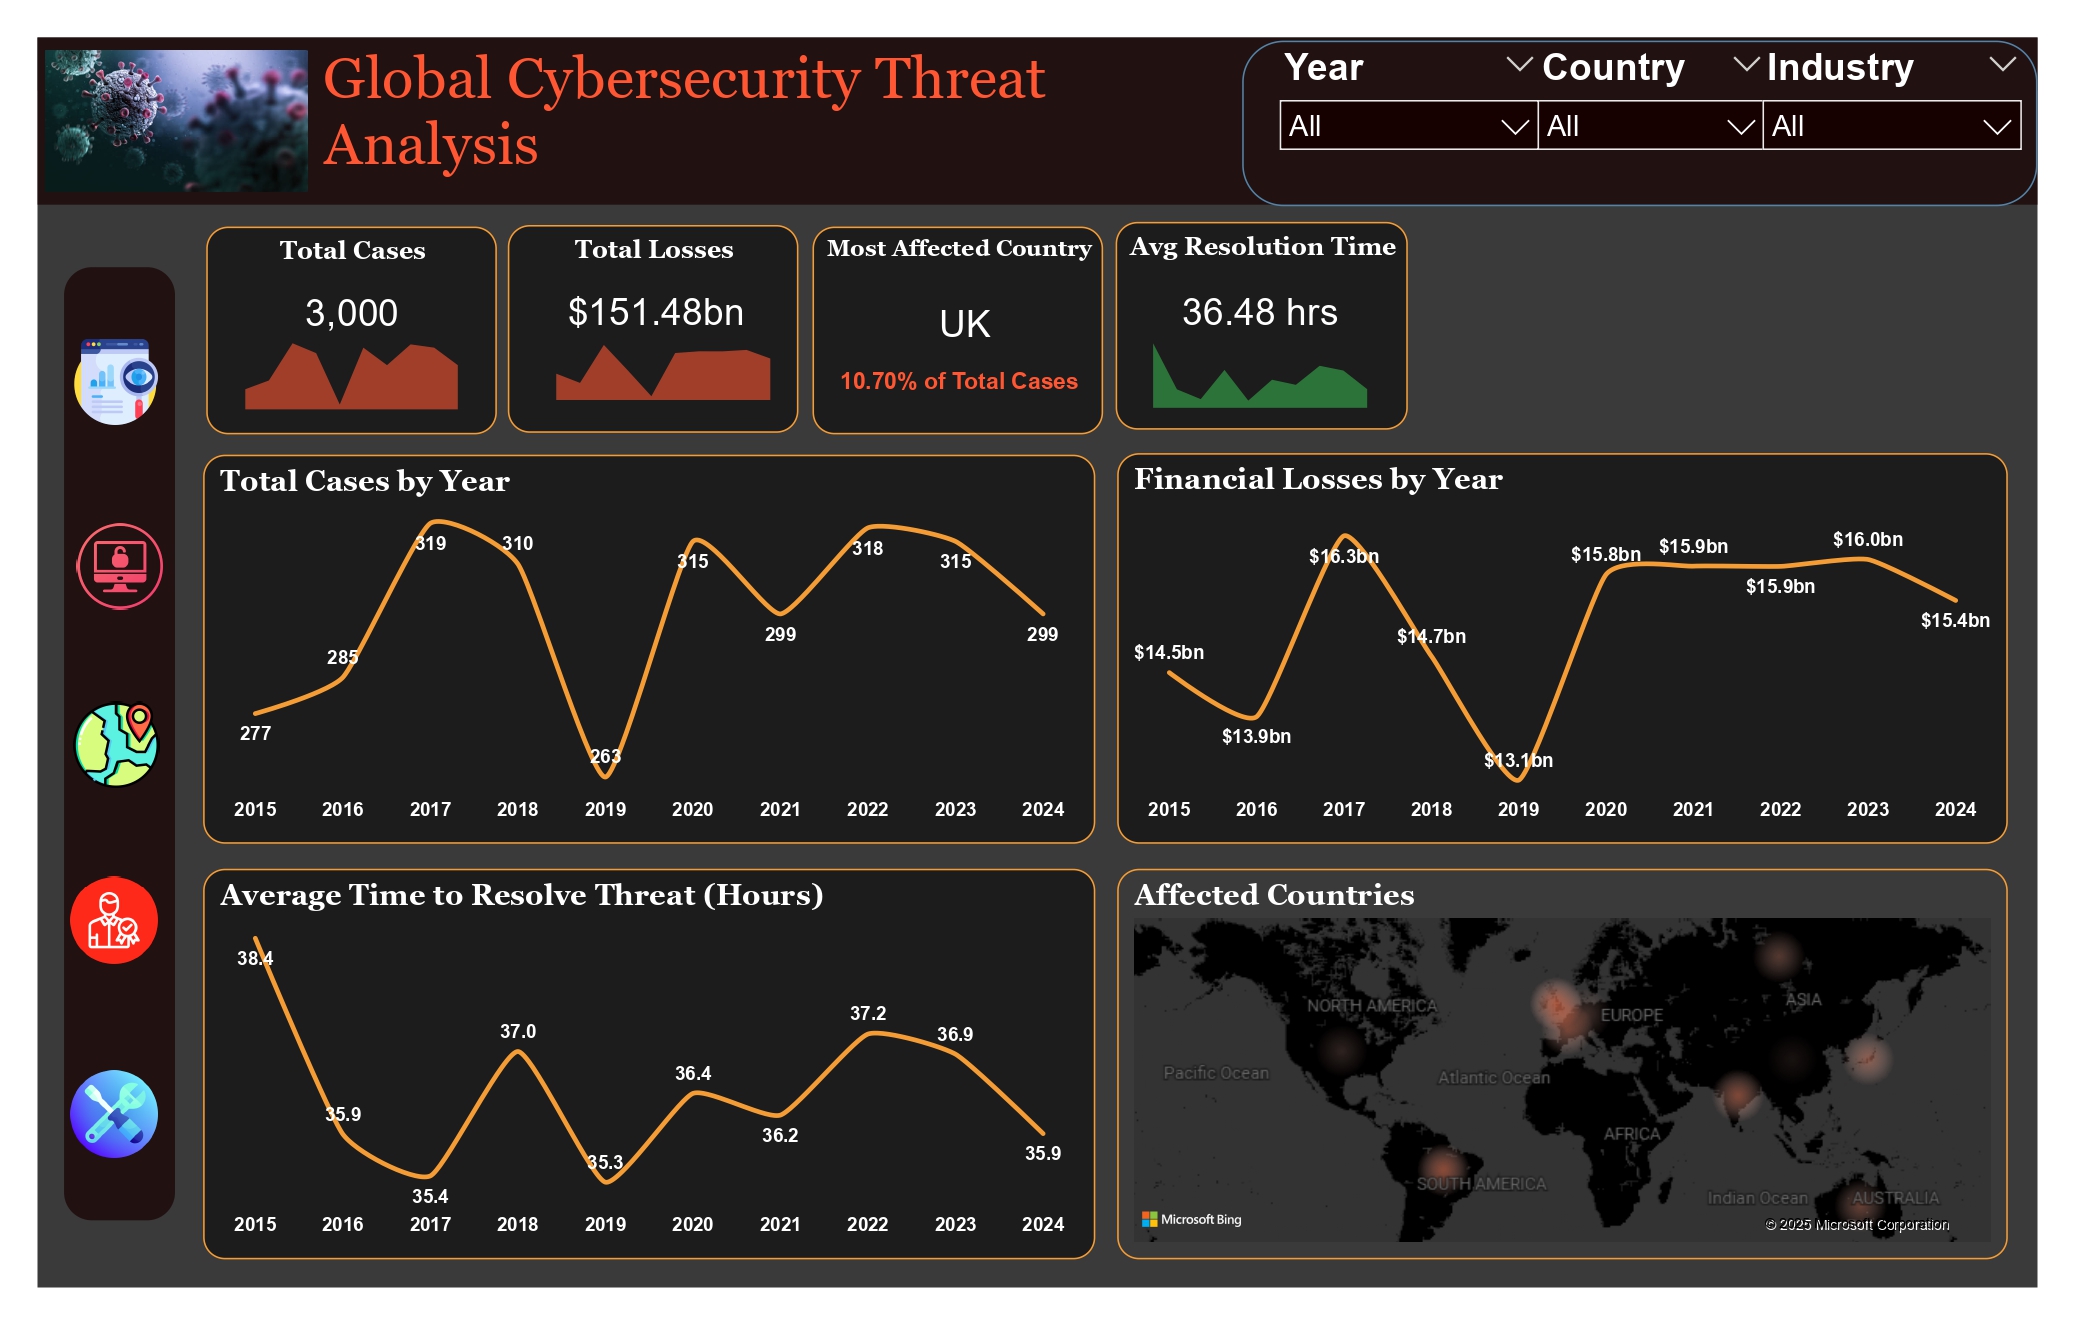 Global Cybersecurity Threat
Analysis
Year Country Industry
All All All
Total Cases
3,000
Total Losses
$151.48bn
Most Affected Country
UK
10.70% of Total Cases
Avg Resolution Time
36.48 hrs
Total Cases by Year
319 310 315 318 315
299 299
285
277
263
2015 2016 2017 2018 2019 2020 2021 2022 2023 2024
Financial Losses by Year
$16.3bn $15.8bn $15.9bn $16.0bn
$15.9bn
$15.4bn
$14.7bn
$14.5bn
$13.9bn
$13.1bn
2015 2016 2017 2018 2019 2020 2021 2022 2023 2024
Average Time to Resolve Threat (Hours)
38.4
37.2
37.0 36.9
36.4
35.9 36.2
35.9
35.3
35.4
2015 2016 2017 2018 2019 2020 2021 2022 2023 2024
Affected Countries
NORTH AMERICA EUROPE ASIA
Pacific Ocean Atlantic Ocean
AFRICA
SOUTH AMERICA Indian Ocean AUSTRALIA
Microsoft Bing
© 2025 Microsoft Corporation